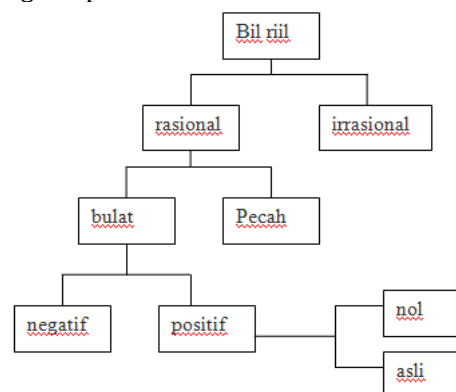 Bil riil
rasional
irrasional
bulat
Pecah
negatif
positif
nol
asli